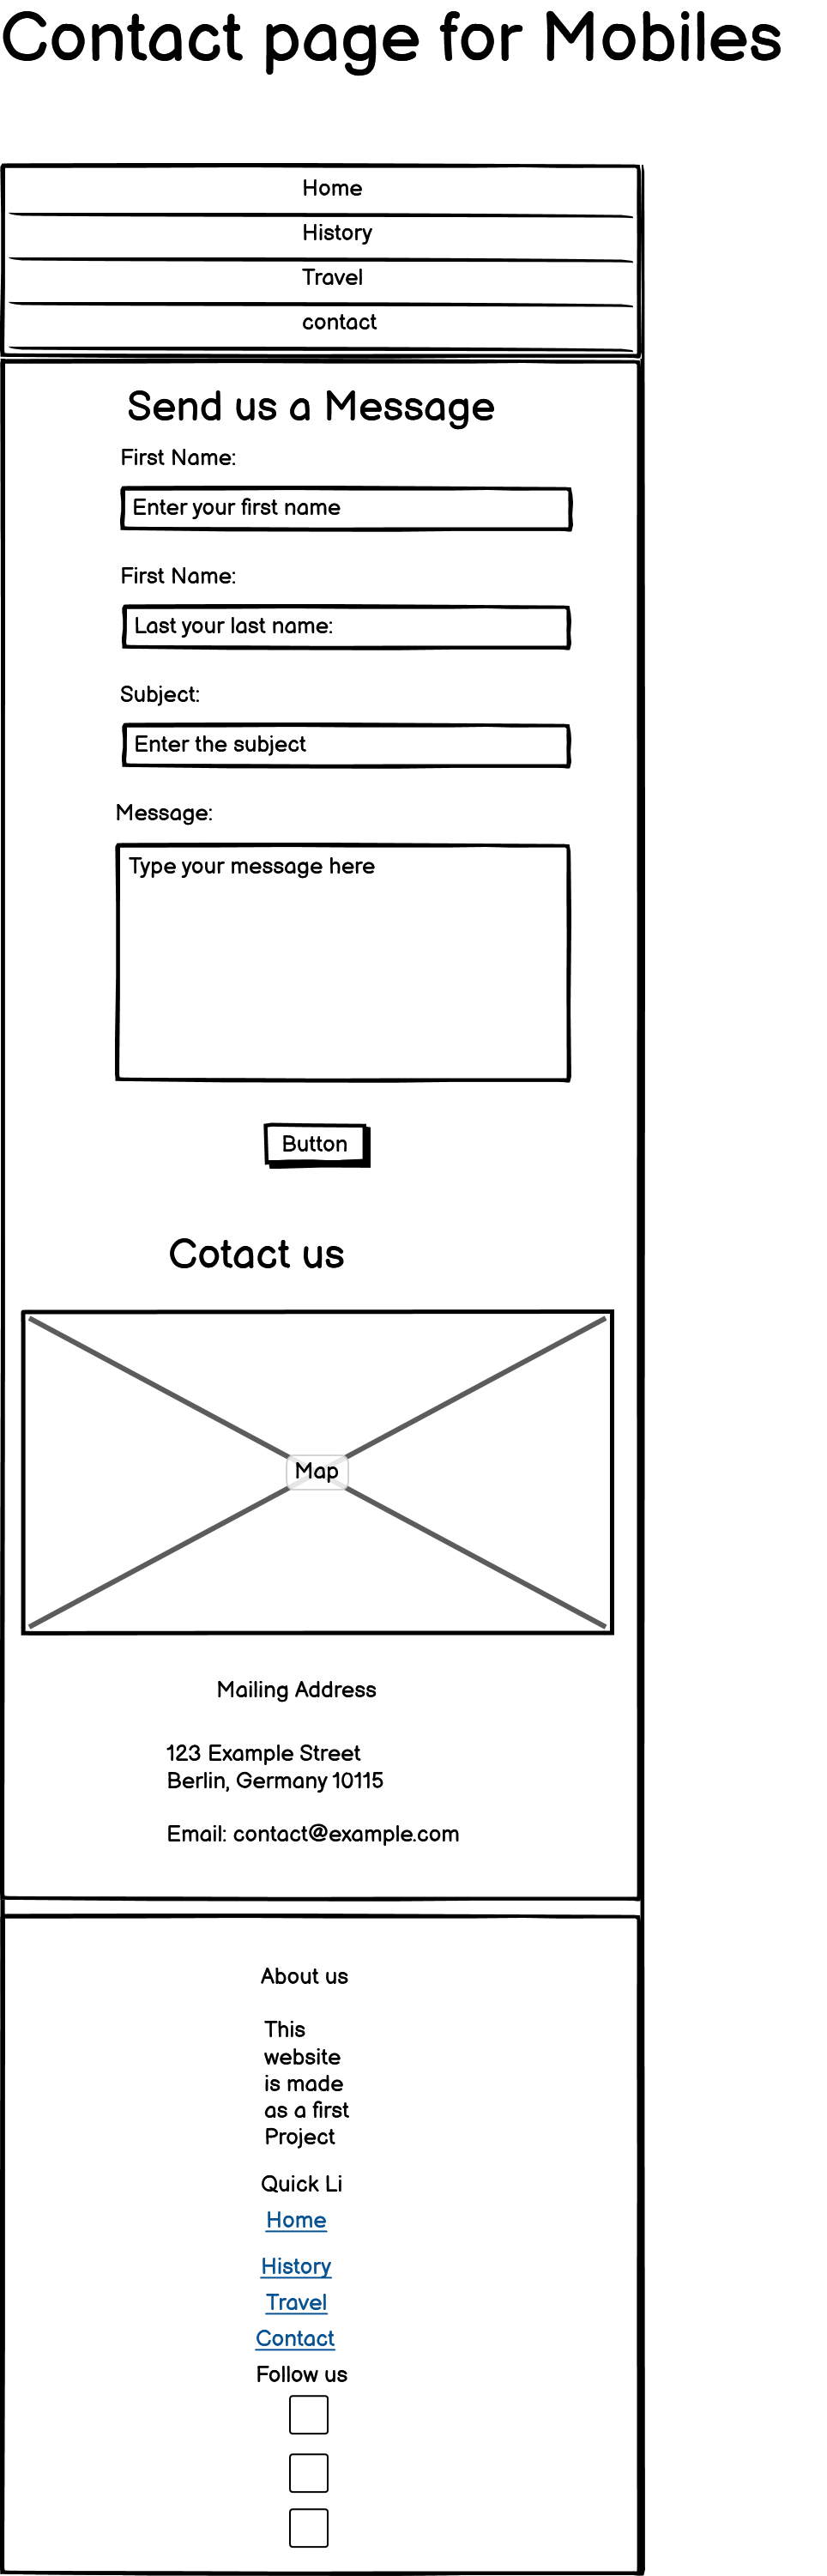 Contact page for Mobiles
Home
History
Travel
contact
Send us a Message
First Name:
Enter your first name
First Name:
Last your last name:
Subject:
Enter the subject
Message:
Type your message here
Button
Cotact us
Map
Mailing Address
123 Example Street
Berlin, Germany 10115
Email: contact@example.com
About us
This
website
is made
as a first
Project
Quick Li
Home
History
Travel
Contact
Follow us